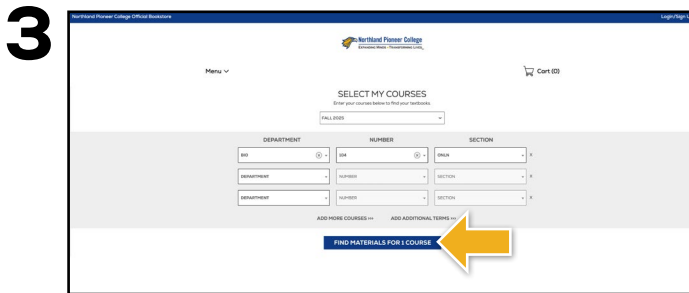 3
Northland Pioneer College Official Bookstore
Login/Sign U
Northland Pioneer College
EXPANDING MINDS • TRANSFORMING LIVES
Menu
Cart (0)
SELECT MY COURSES
Enter your courses below to find your textbooks.
FALL 2025
DEPARTMENT NUMBER SECTION
BIO 104 ONLN X
DEPARTMENT NUMBER SECTION X
DEPARTMENT NUMBER SECTION X
ADD MORE COURSES >>> ADD ADDITIONAL TERMS >>>
FIND MATERIALS FOR 1 COURSE